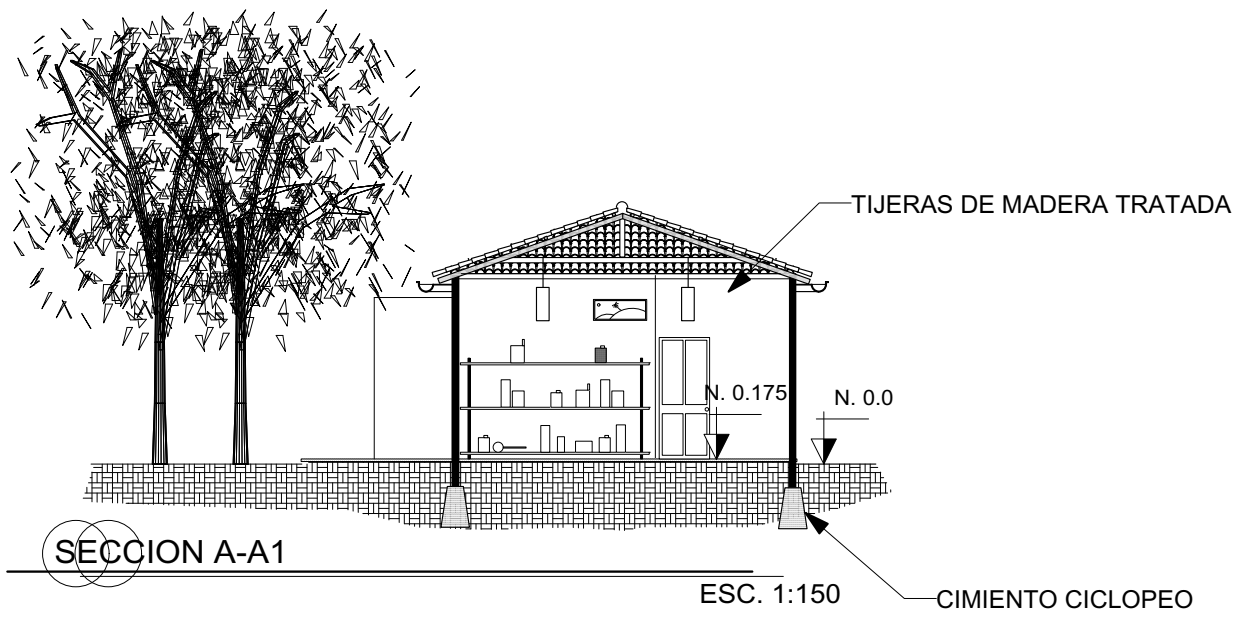 TIJERAS DE MADERA TRATADA
N. 0.175
N. 0.0
SECCION A-A1
ESC. 1:150
CIMIENTO CICLOPEO